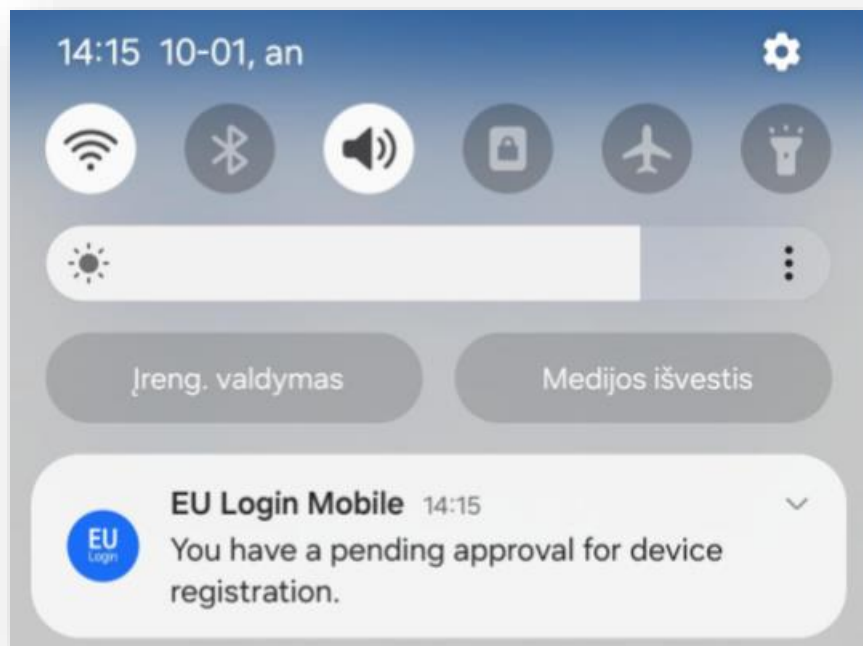 14:15 10-01, an
Įreng. valdymas
Medijos išvestis
EU Login Mobile 14:15
EU
Login
You have a pending approval for device
registration.